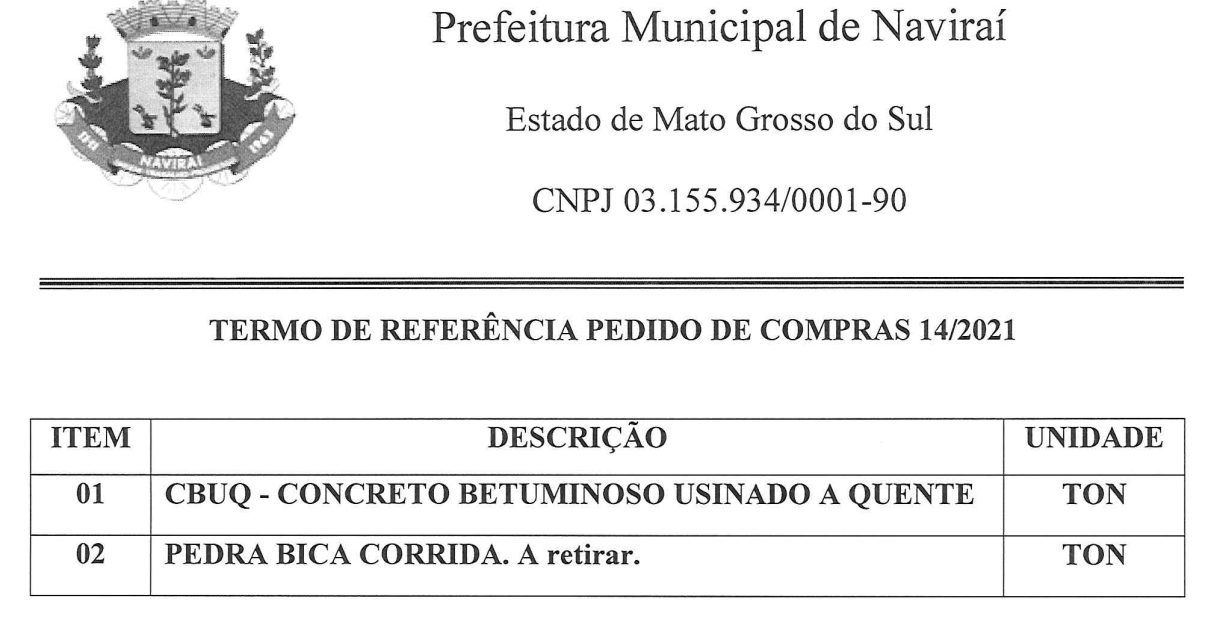 Prefeitura Municipal de Naviraí
Estado de Mato Grosso do Sul
CNPJ 03.155.934/0001-90
NAVIRAI
1963
TERMO DE REFERÊNCIA PEDIDO DE COMPRAS 14/2021
ITEM DESCRIÇÃO UNIDADE
01 CBUQ - CONCRETO BETUMINOSO USINADO A QUENTE TON
02 PEDRA BICA CORRIDA. A retirar. TON